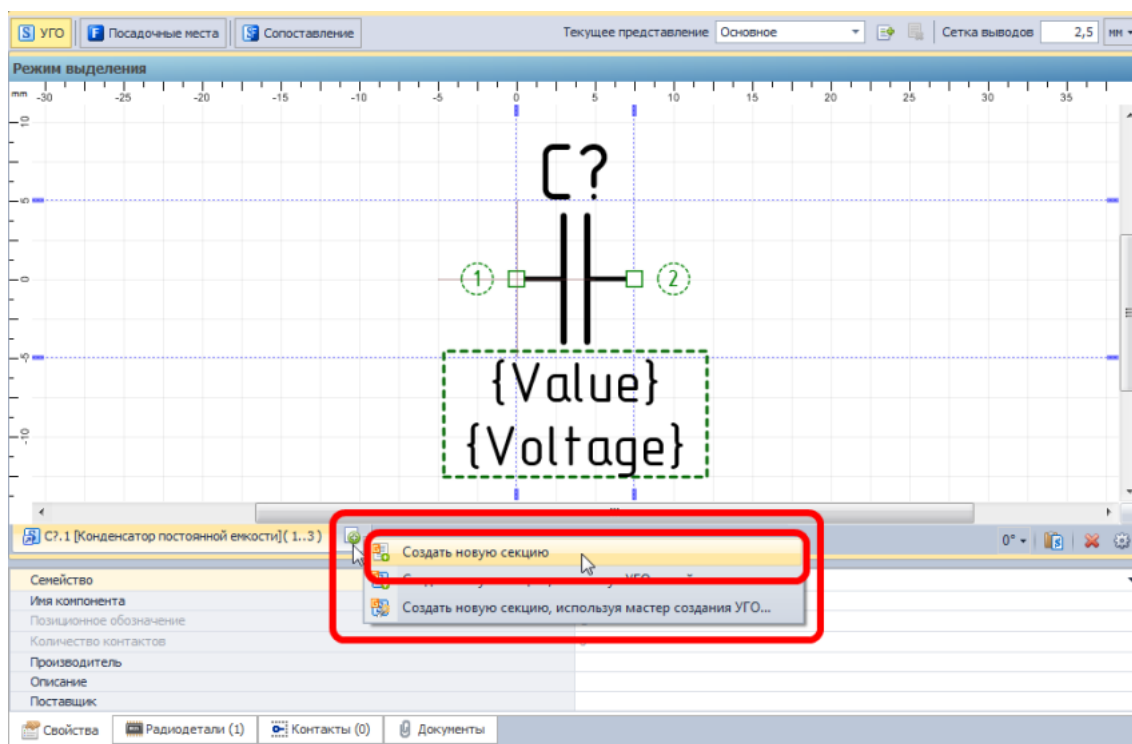 УГО Посадочные места Сопоставление Текущее представление Основное Сетка выводов 2,5 мм
Режим выделения
mm -30 -25 -20 -15 -10 -5 0 5 10 15 20 25 30 35
10
C?
5
0
1 2
-5
{Value}
-10
{Voltage}
C?.1 [Конденсатор постоянной емкости]( 1..3 ) 0°
Создать новую секцию
Семейство
Имя компонента
Создать новую секцию, используя мастер создания УГО...
Позиционное обозначение
Количество контактов
Производитель
Описание
Поставщик
Свойства Радиодетали (1) Контакты (0) Документы